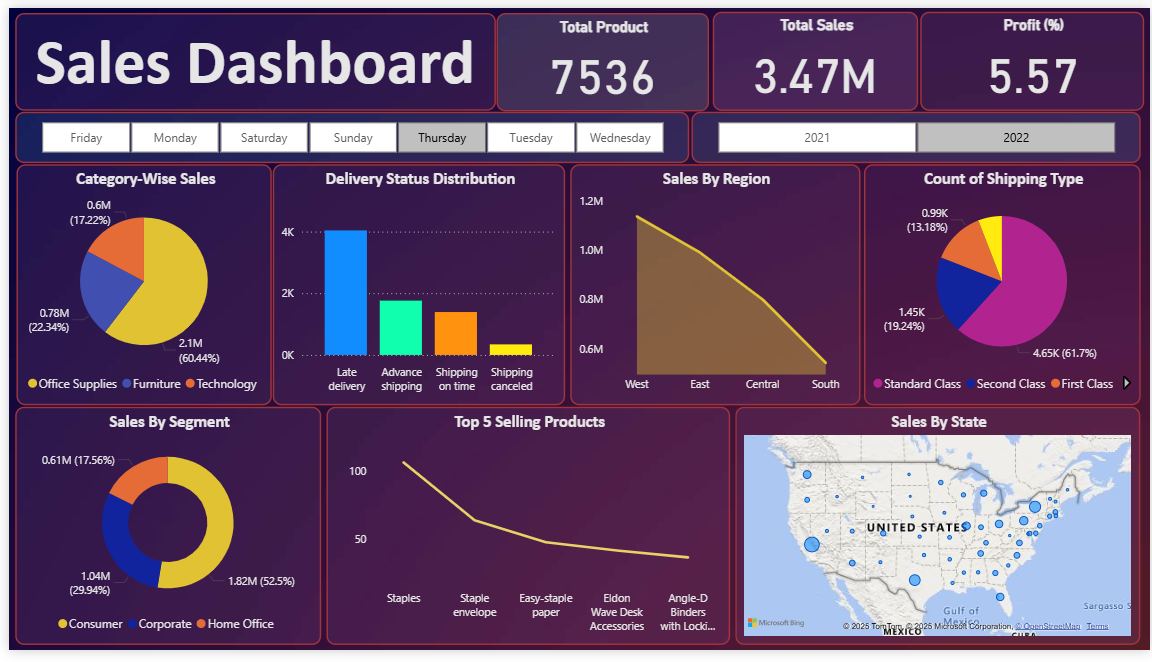 Sales Dashboard
Total Product
7536
Total Sales
3.47M
Profit (%)
5.57
Friday
Monday
Saturday
Sunday
Thursday
Tuesday
Wednesday
2021
2022
Category-Wise Sales
0.6M
(17.22%)
0.78M
(22.34%)
2.1M
(60.44%)
Office Supplies Furniture Technology
Delivery Status Distribution
4K
2K
0K
Late
delivery
Advance
shipping
Shipping
on time
Shipping
canceled
Sales By Region
1.2M
1.0M
0.8M
0.6M
West
East
Central
South
Count of Shipping Type
0.99K
(13.18%)
1.45K
(19.24%)
4.65K (61.7%)
Standard Class Second Class First Class
Sales By Segment
0.61M (17.56%)
1.04M
(29.94%)
1.82M (52.5%)
Consumer Corporate Home Office
Top 5 Selling Products
100
50
Staples
Staple
envelope
Easy-staple
paper
Eldon
Wave Desk
Accessories
Angle-D
Binders
with Locki...
Sales By State
UNITED STATES
Gulf of
Mexico
Sargasso S
MEXICO
CUBA
Microsoft Bing
© 2025 TomTom, © 2025 Microsoft Corporation, © OpenStreetMap Terms